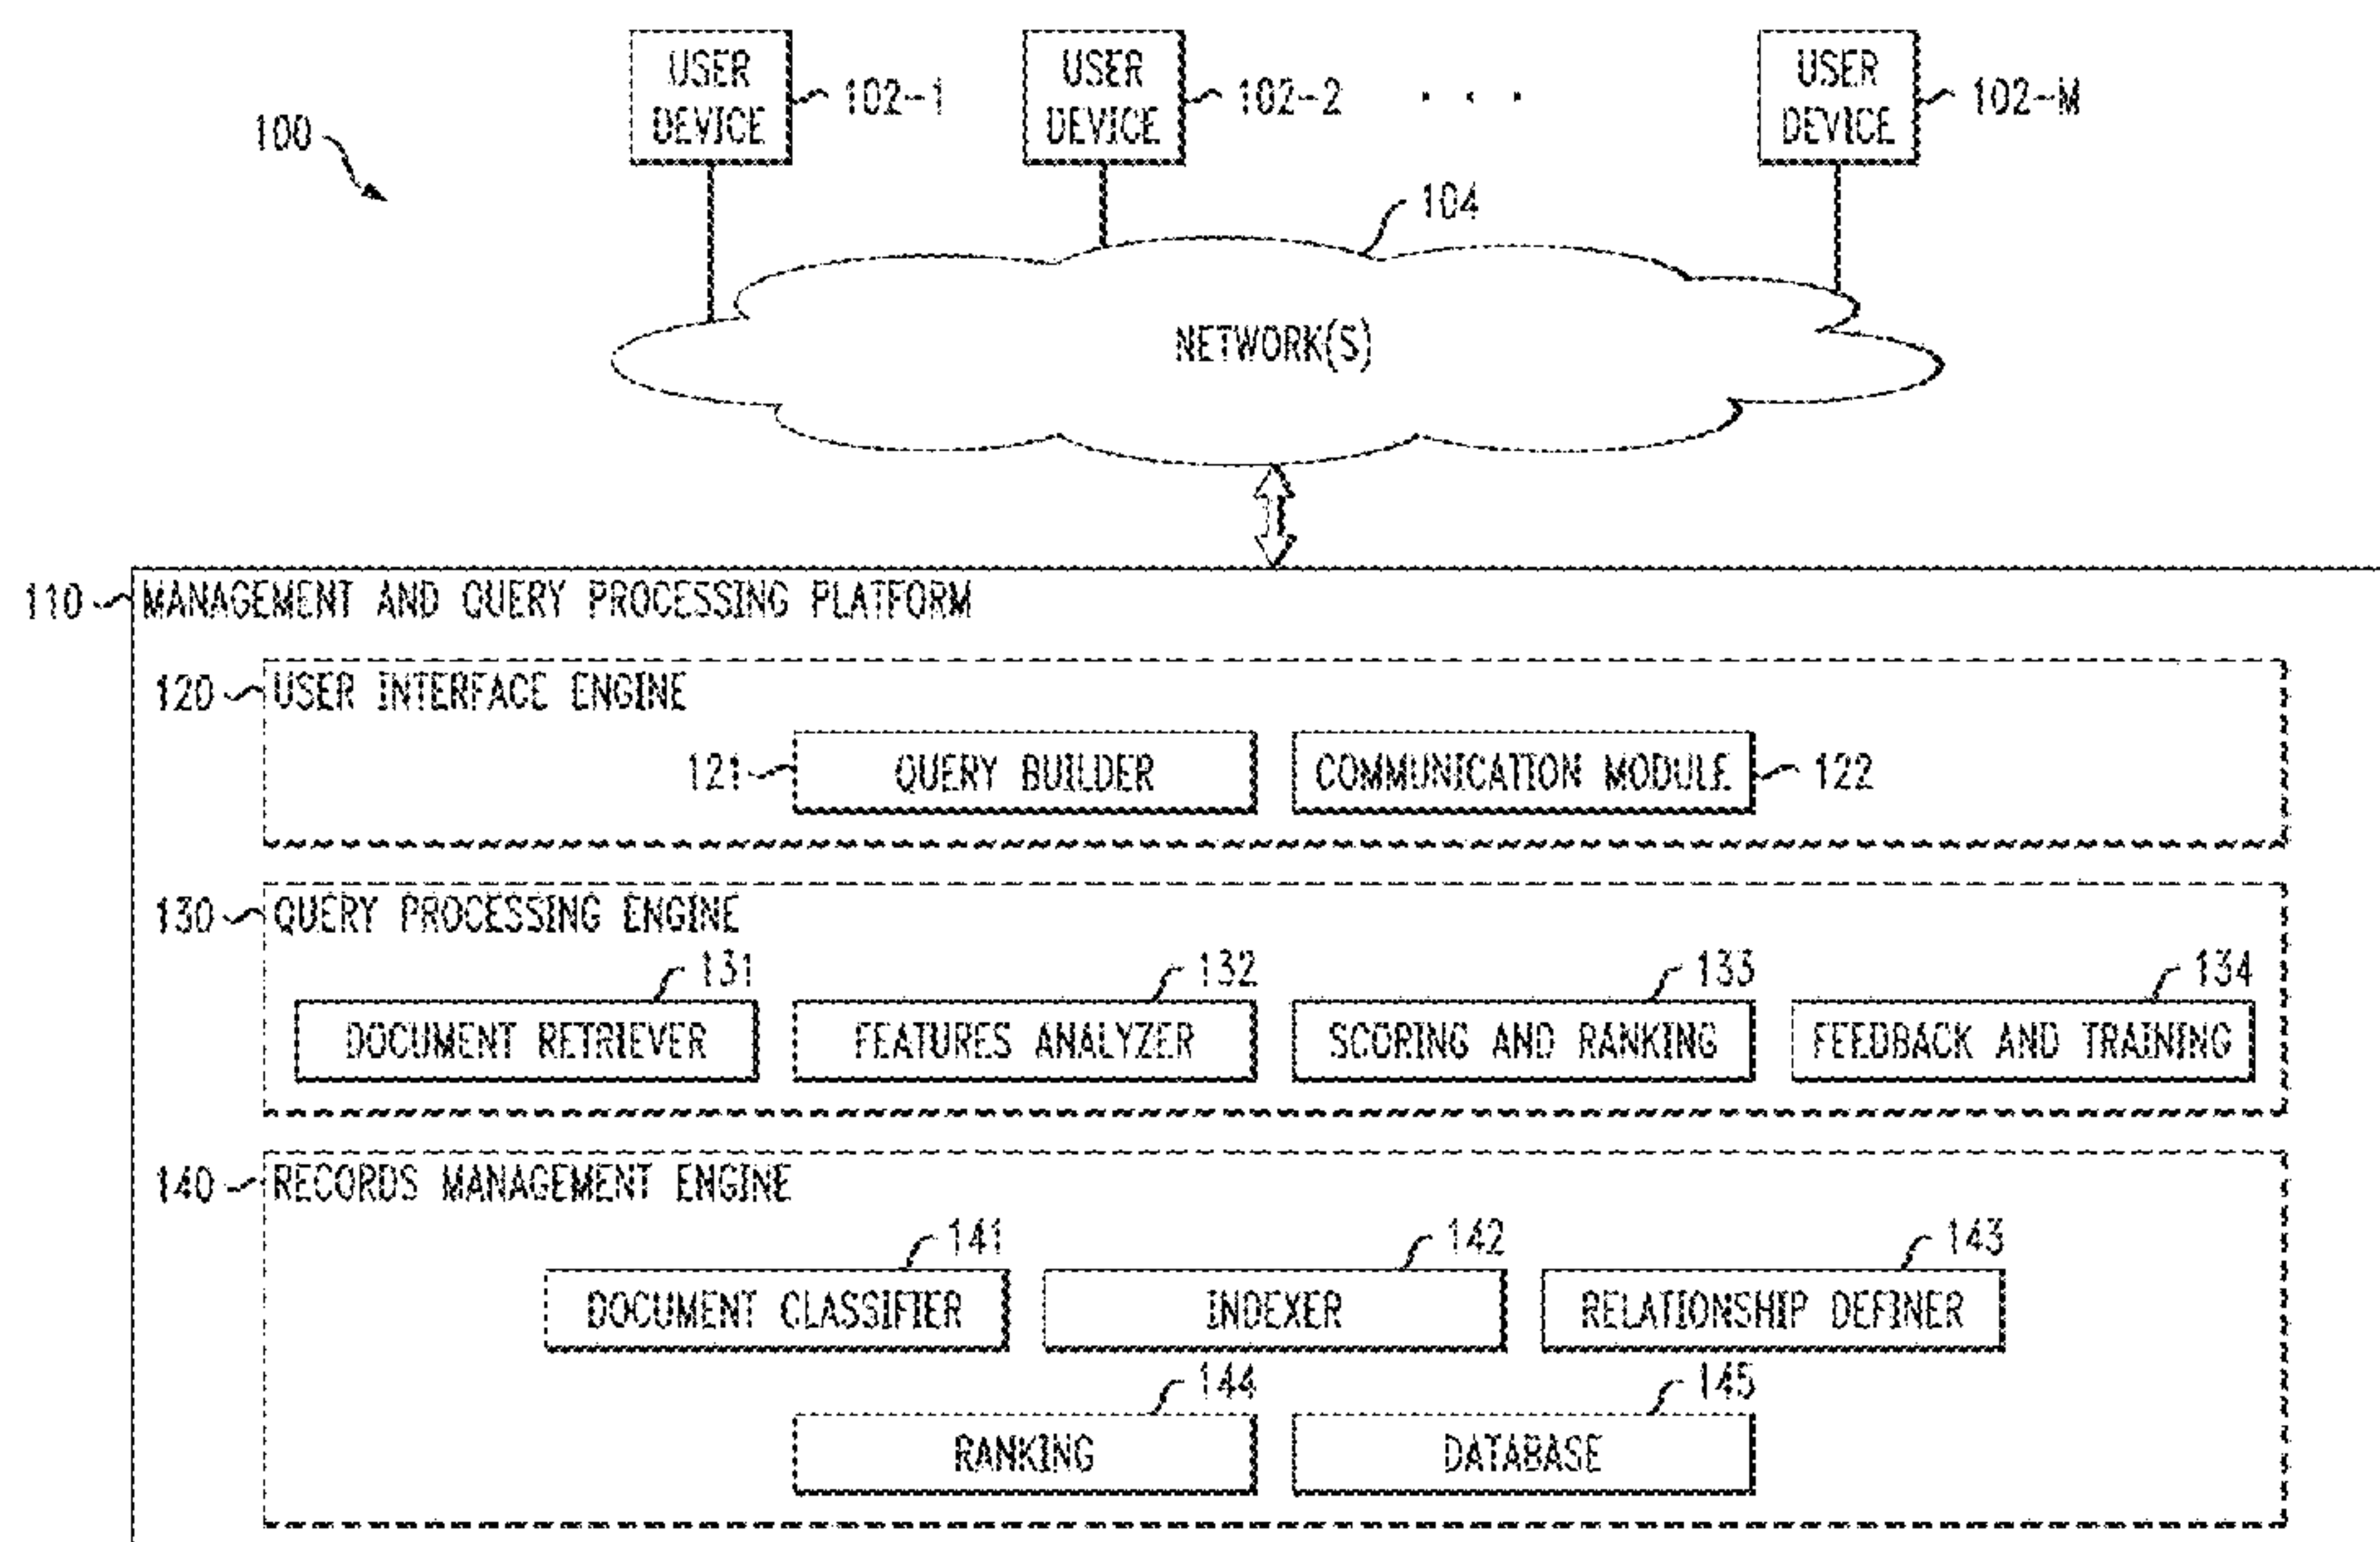 USER
DEVICE
102-1
USER
DEVICE
102-2
. . .
USER
DEVICE
102-M
100
104
NETWORK(S)
110
MANAGEMENT AND QUERY PROCESSING PLATFORM
120
USER INTERFACE ENGINE
121
QUERY BUILDER
COMMUNICATION MODULE
122
130
QUERY PROCESSING ENGINE
131
132
133
134
DOCUMENT RETRIEVER
FEATURES ANALYZER
SCORING AND RANKING
FEEDBACK AND TRAINING
140
RECORDS MANAGEMENT ENGINE
141
142
143
DOCUMENT CLASSIFIER
INDEXER
RELATIONSHIP DEFINER
144
145
RANKING
DATABASE